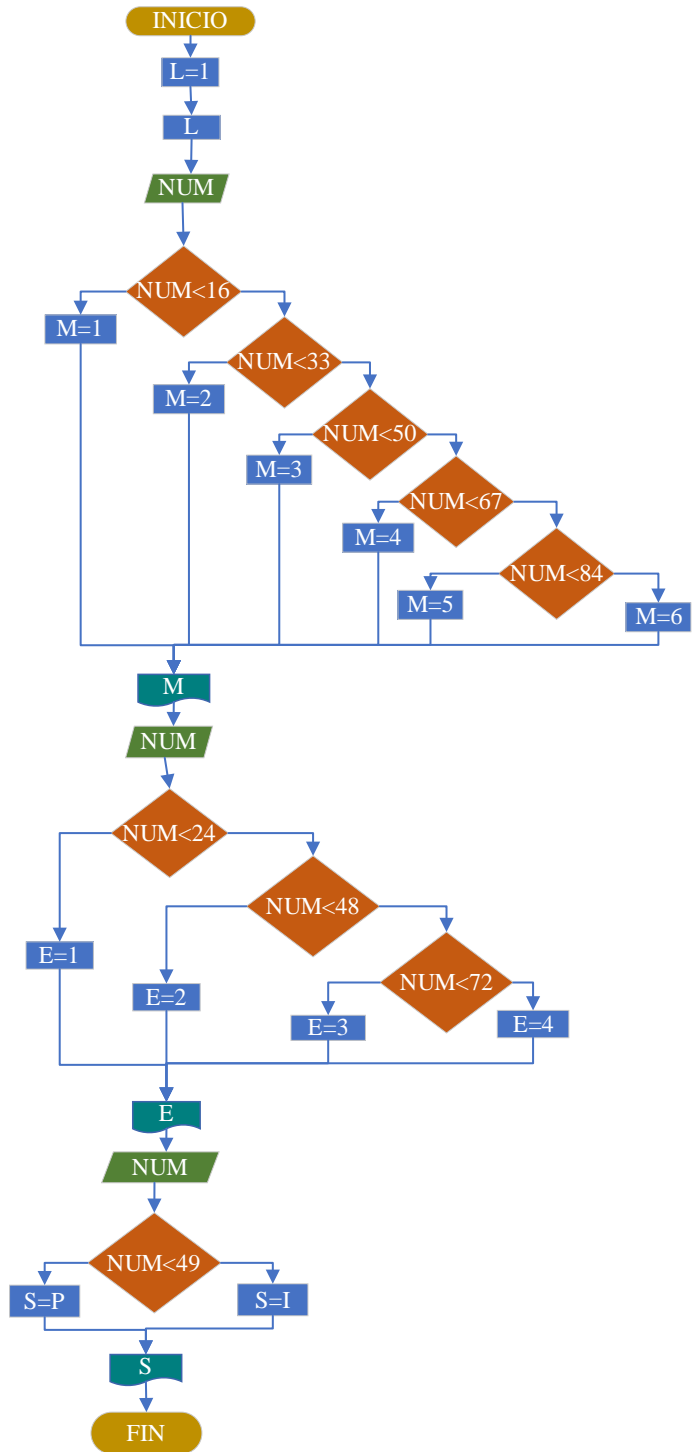 INICIO
L=1
L
NUM
NUM<16
M=1
NUM<33
M=2
NUM<50
M=3
NUM<67
M=4
NUM<84
M=5
M=6
M
NUM
NUM<24
E=1
NUM<48
E=2
NUM<72
E=3
E=4
E
NUM
NUM<49
S=P
S=I
S
FIN